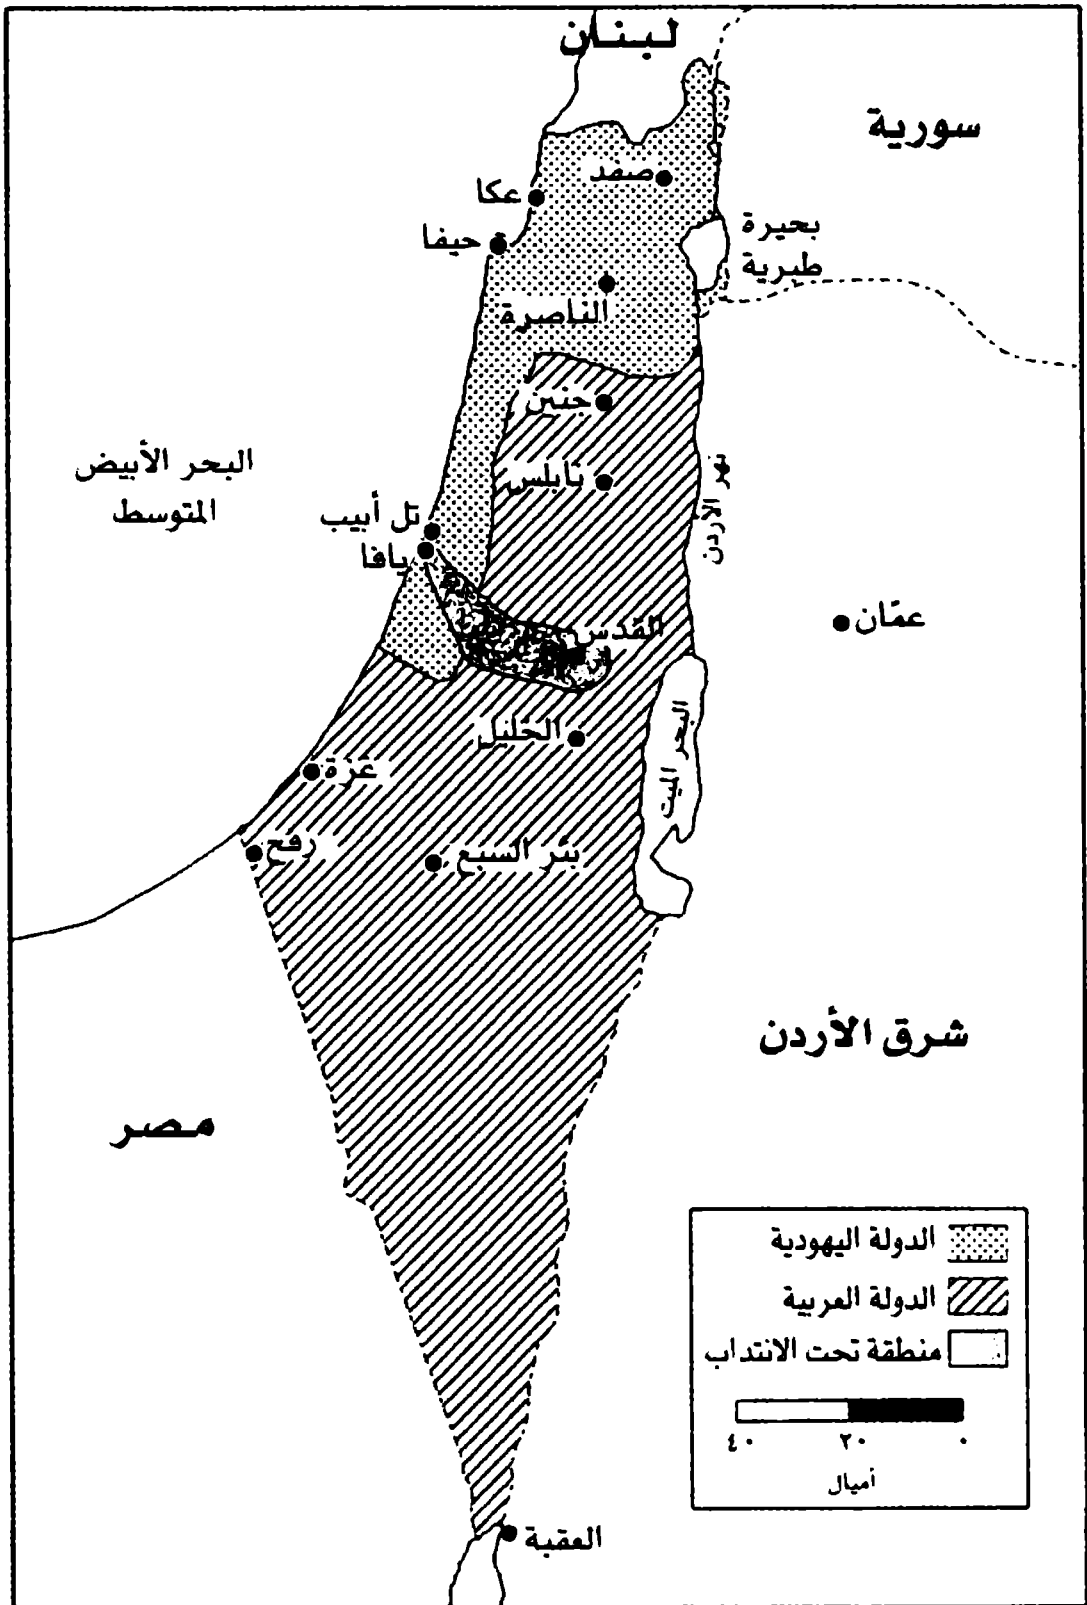 لبنان
سورية
صفد
عكا
حيفا
بحيرة
طبرية
الناصرة
جنين
نابلس
نهر الأردن
البحر الأبيض
المتوسط
تل أبيب
يافا
القدس
عمّان
الخليل
البحر الميت
غزة
رفح
بئر السبع
شرق الأردن
مصر
الدولة اليهودية
الدولة العربية
منطقة تحت الانتداب
٤٠ ٢٠ ٠
أميال
العقبة